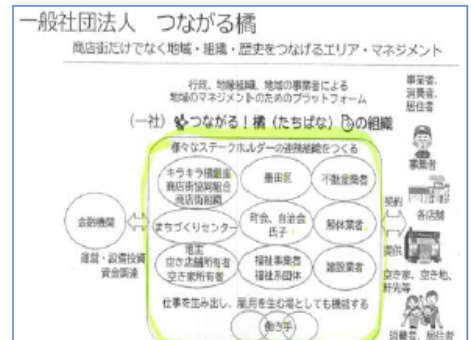 一般社団法人 つながる橘
商店街だけでなく地域・組織・歴史をつなげるエリア・マネジメント
行政、地縁組織、地域の事業者による
地域のマネジメントのためのプラットフォーム
(一社) つながる!橘(たちばな) の組織
様々なステークホルダーの連携組織をつくる
キラキラ橘銀座
商店街協同組合
商店街組織
墨田区
不動産業者
まちづくりセンター
町会、自治会
氏子
解体業者
地主
空き店舗所有者
空き家所有者
福祉事業者
福祉系団体
建設業者
仕事を生み出し、雇用を生む場としても機能する
働き手
金融機関
運営・設備投資
資金調達
事業者、
消費者、
居住者
事業者
契約
各店舗
提供
空き家、空き地、
軒先等
消費者、居住者